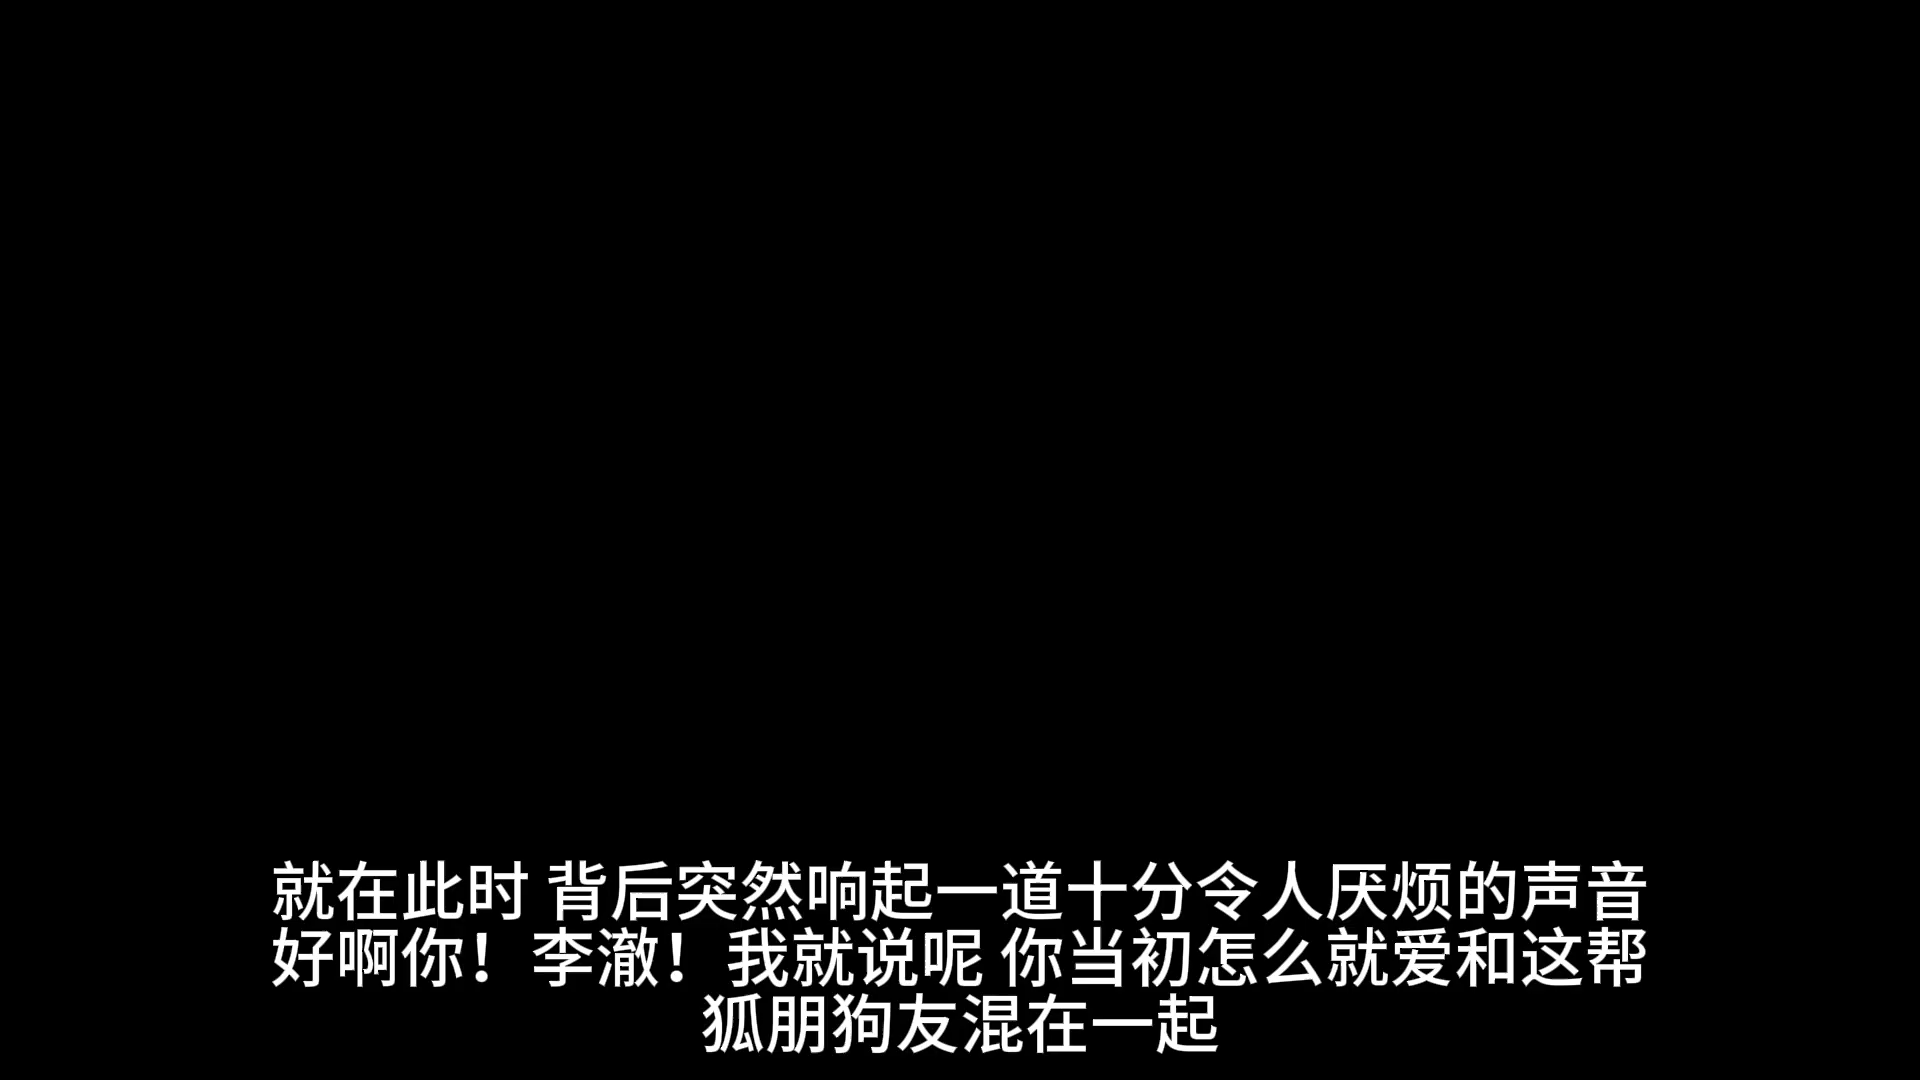 就在此时 背后突然响起一道十分令人厌烦的声音
好啊你！李澈！我就说呢 你当初怎么就爱和这帮
狐朋狗友混在一起